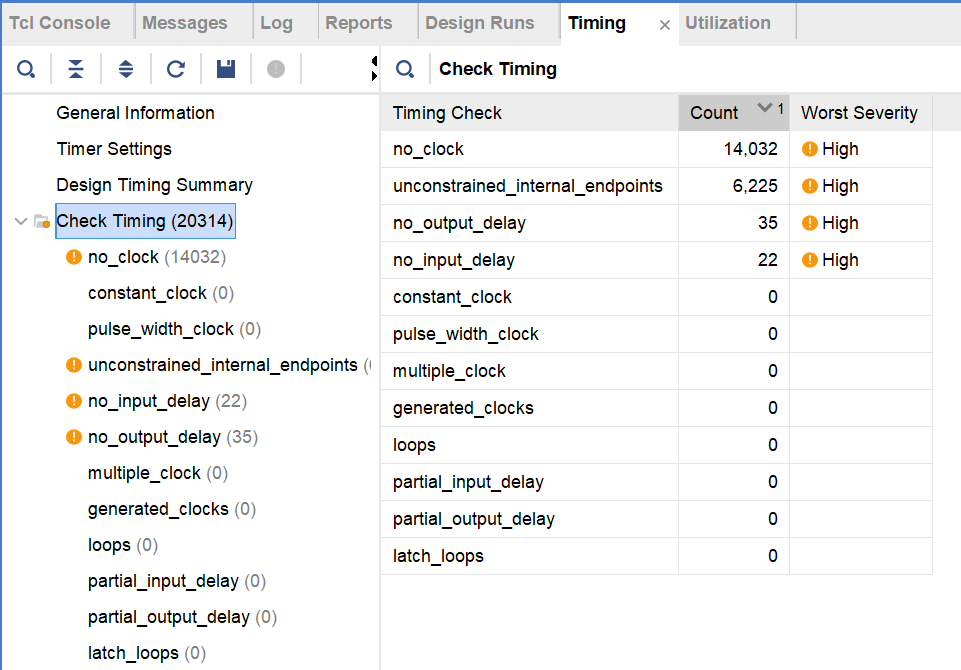 Tcl Console Messages Log Reports Design Runs Timing × Utilization
Check Timing
General Information
Timer Settings
Design Timing Summary
Check Timing (20314)
no_clock (14032)
constant_clock (0)
pulse_width_clock (0)
unconstrained_internal_endpoints (
no_input_delay (22)
no_output_delay (35)
multiple_clock (0)
generated_clocks (0)
loops (0)
partial_input_delay (0)
partial_output_delay (0)
latch_loops (0)
Timing Check Count 1 Worst Severity
no_clock 14,032 High
unconstrained_internal_endpoints 6,225 High
no_output_delay 35 High
no_input_delay 22 High
constant_clock 0
pulse_width_clock 0
multiple_clock 0
generated_clocks 0
loops 0
partial_input_delay 0
partial_output_delay 0
latch_loops 0